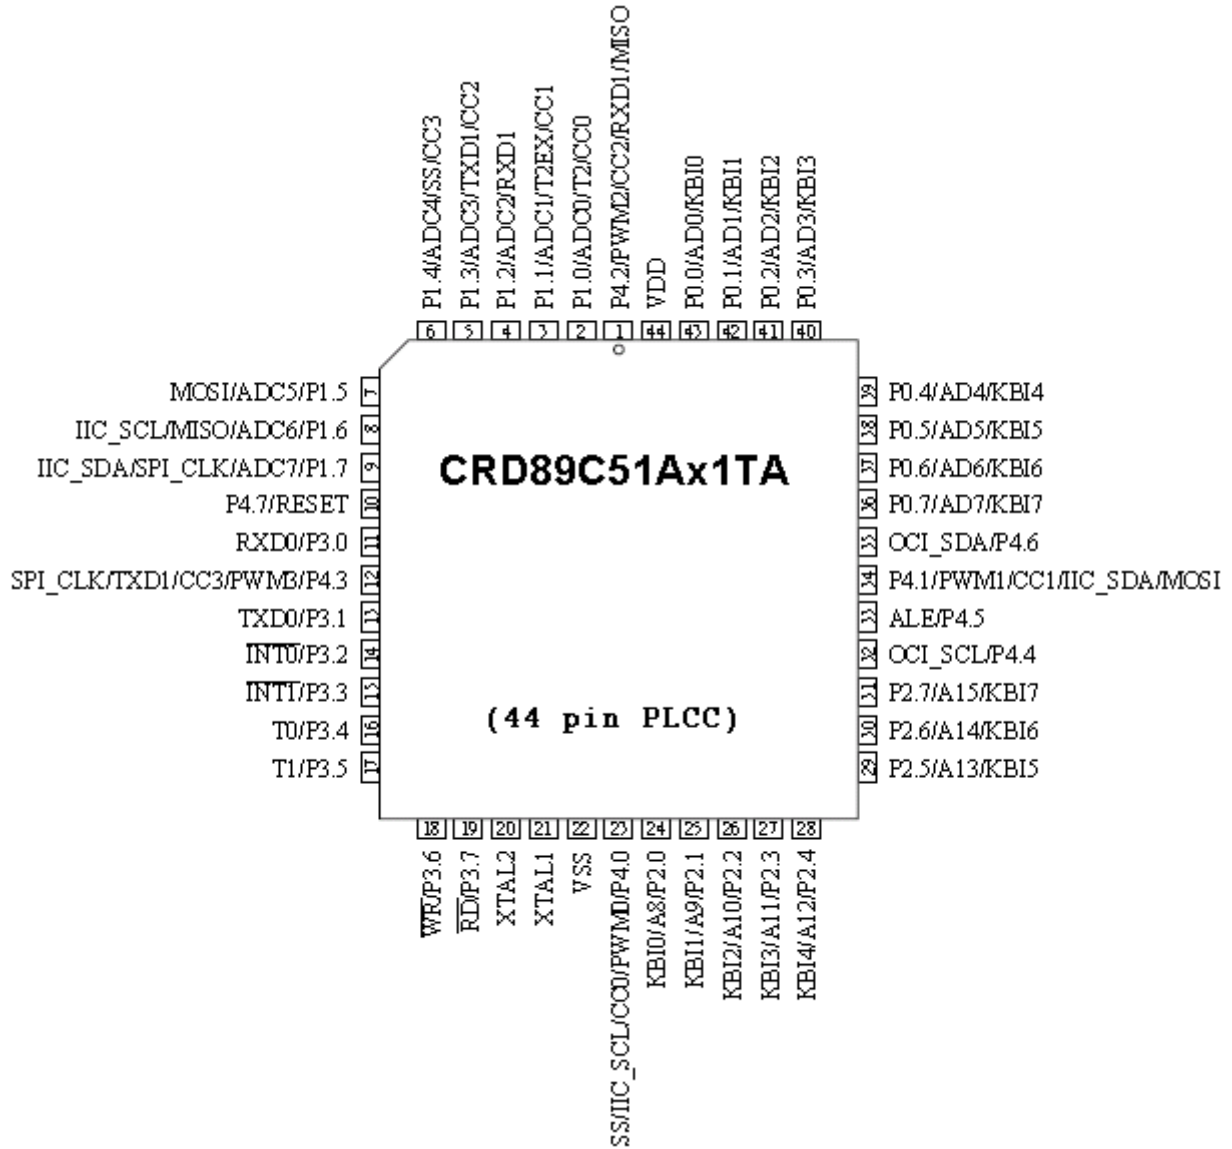 P1.4/ADC4/SS/CC3
P1.3/ADC3/TXD1/CC2
P1.2/ADC2/RXD1
P1.1/ADC1/T2EX/CC1
P1.0/ADC0/T2/CC0
P4.2/PWM2/CC2/RXD1/MISO
VDD
P0.0/AD0/KBI0
P0.1/AD1/KBI1
P0.2/AD2/KBI2
P0.3/AD3/KBI3
6 5 4 3 2 1 44 43 42 41 40
MOSI/ADC5/P1.5 7
IIC_SCL/MISO/ADC6/P1.6 8
IIC_SDA/SPI_CLK/ADC7/P1.7 9
P4.7/RESET 10
RXD0/P3.0 11
SPI_CLK/TXD1/CC3/PWM3/P4.3 12
TXD0/P3.1 13
INT0/P3.2 14
INT1/P3.3 15
T0/P3.4 16
T1/P3.5 17
CRD89C51Ax1TA
(44 pin PLCC)
39 P0.4/AD4/KBI4
38 P0.5/AD5/KBI5
37 P0.6/AD6/KBI6
36 P0.7/AD7/KBI7
35 OCI_SDA/P4.6
34 P4.1/PWM1/CC1/IIC_SDA/MOSI
33 ALE/P4.5
32 OCI_SCL/P4.4
31 P2.7/A15/KBI7
30 P2.6/A14/KBI6
29 P2.5/A13/KBI5
18 19 20 21 22 23 24 25 26 27 28
WR/P3.6
RD/P3.7
XTAL2
XTAL1
VSS
SS/IIC_SCL/CC0/PWM0/P4.0
KBI0/A8/P2.0
KBI1/A9/P2.1
KBI2/A10/P2.2
KBI3/A11/P2.3
KBI4/A12/P2.4